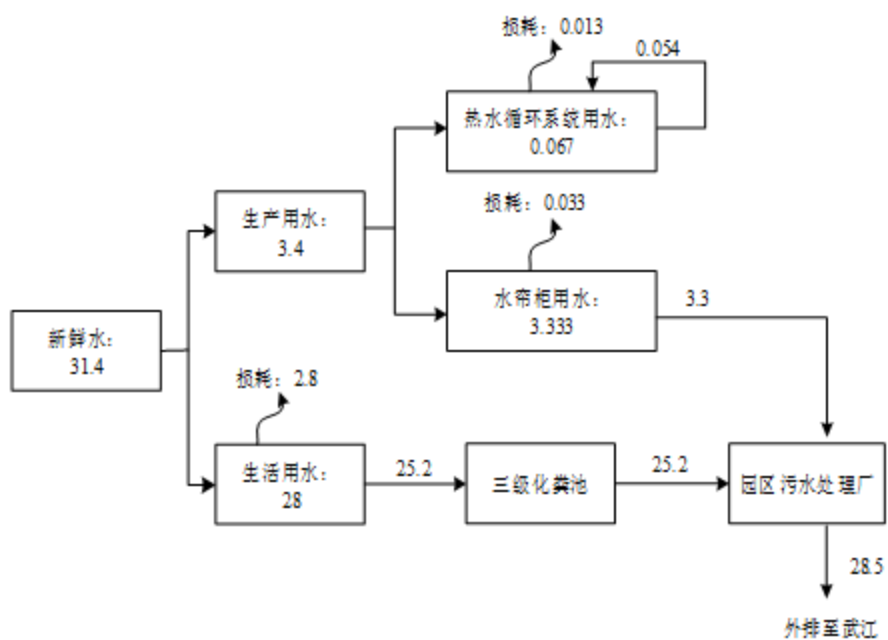 损耗：0.013
0.054
热水循环系统用水：
0.067
生产用水：
3.4
损耗：0.033
水帘柜用水：
3.333
3.3
新鲜水：
31.4
损耗：2.8
生活用水：
28
25.2
三级化粪池
25.2
园区污水处理厂
28.5
外排至武江